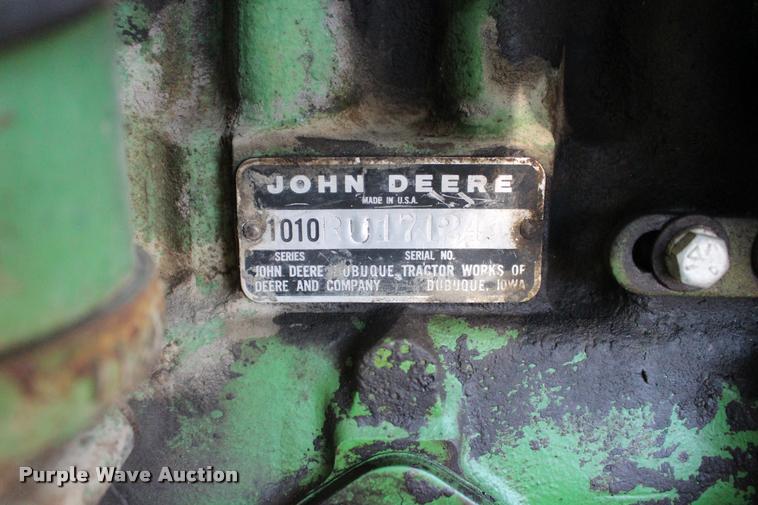 JOHN DEERE
MADE IN U.S.A.
1010
SERIES SERIAL NO.
JOHN DEERE DUBUQUE TRACTOR WORKS OF
DEERE AND COMPANY DUBUQUE, IOWA
Purple Wave Auction